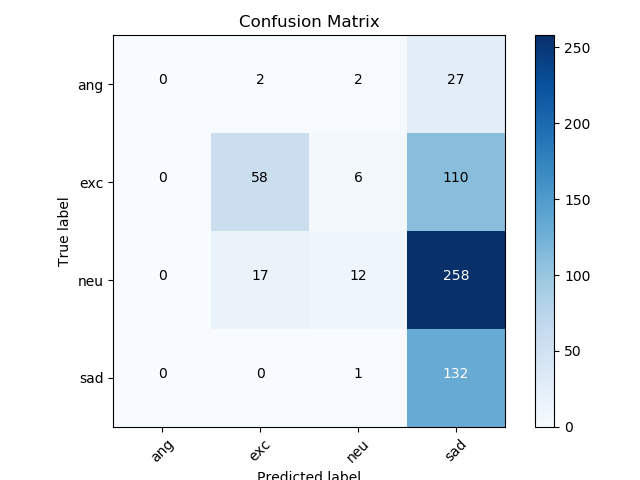 Confusion Matrix
ang 0 2 2 27
exc 0 58 6 110
neu 0 17 12 258
sad 0 0 1 132
True label
ang exc neu sad
Predicted label
250
200
150
100
50
0